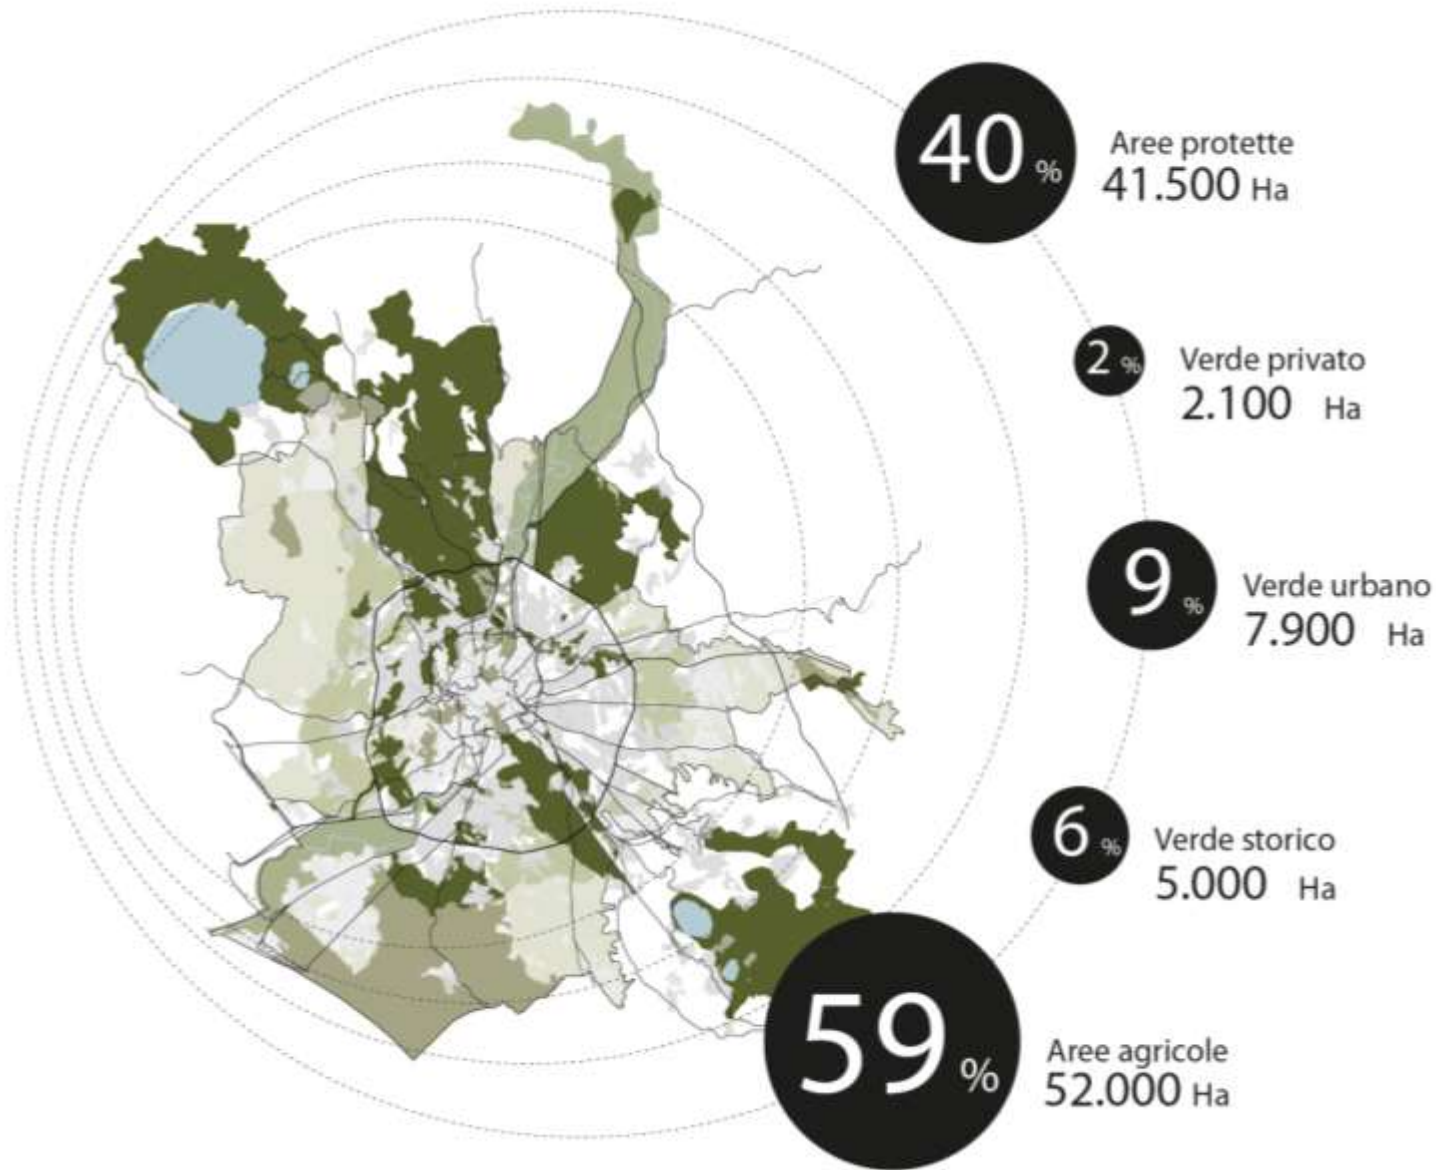 40 %
Aree protette
41.500 Ha
2 %
Verde privato
2.100 Ha
9 %
Verde urbano
7.900 Ha
6 %
Verde storico
5.000 Ha
59 %
Aree agricole
52.000 Ha